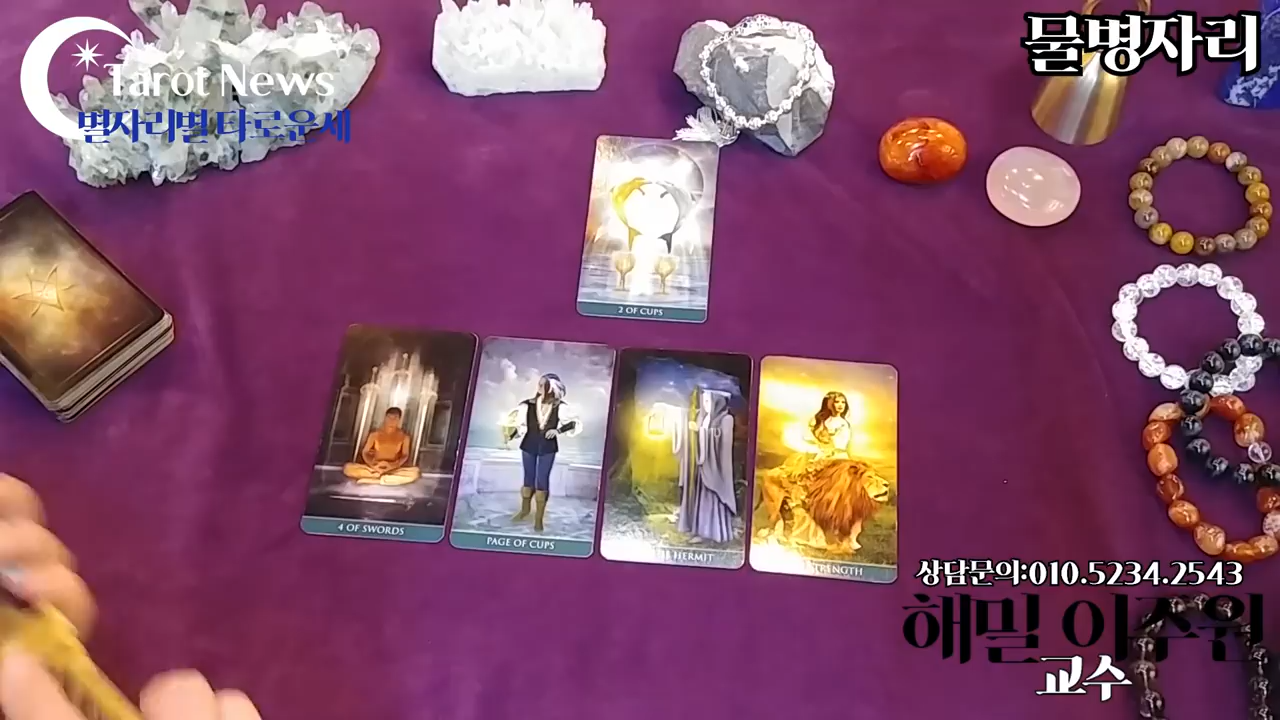 물병자리
Tarot News
별자리별 타로운세
2 OF CUPS
4 OF SWORDS
PAGE OF CUPS
THE HERMIT
STRENGTH
상담문의:010.5234.2543
해밀 이주원
교수